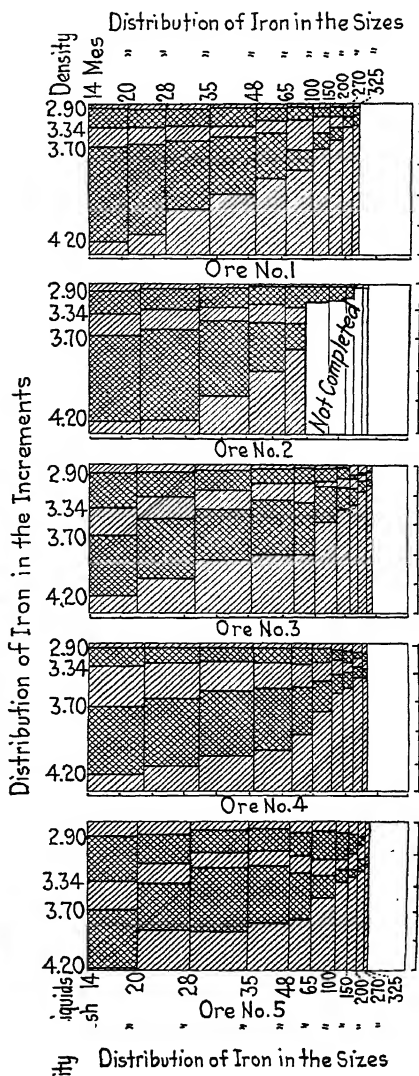 Distribution of Iron in the Sizes
Density
14 Mes " " " " " " " " " "
20 28 35 48 65 100 150 200 270 325
2.90
3.34
3.70
4.20
Ore No.1
2.90
3.34
3.70
4.20
Not Completed
Ore No.2
Distribution of Iron in the Increments
2.90
3.34
3.70
4.20
Ore No.3
2.90
3.34
3.70
4.20
Ore No.4
2.90
3.34
3.70
4.20
14 20 28 35 48 65 100 150 200 270 325
iquids
sh " " " " " " " " " "
Ore No.5
ity
Distribution of Iron in the Sizes